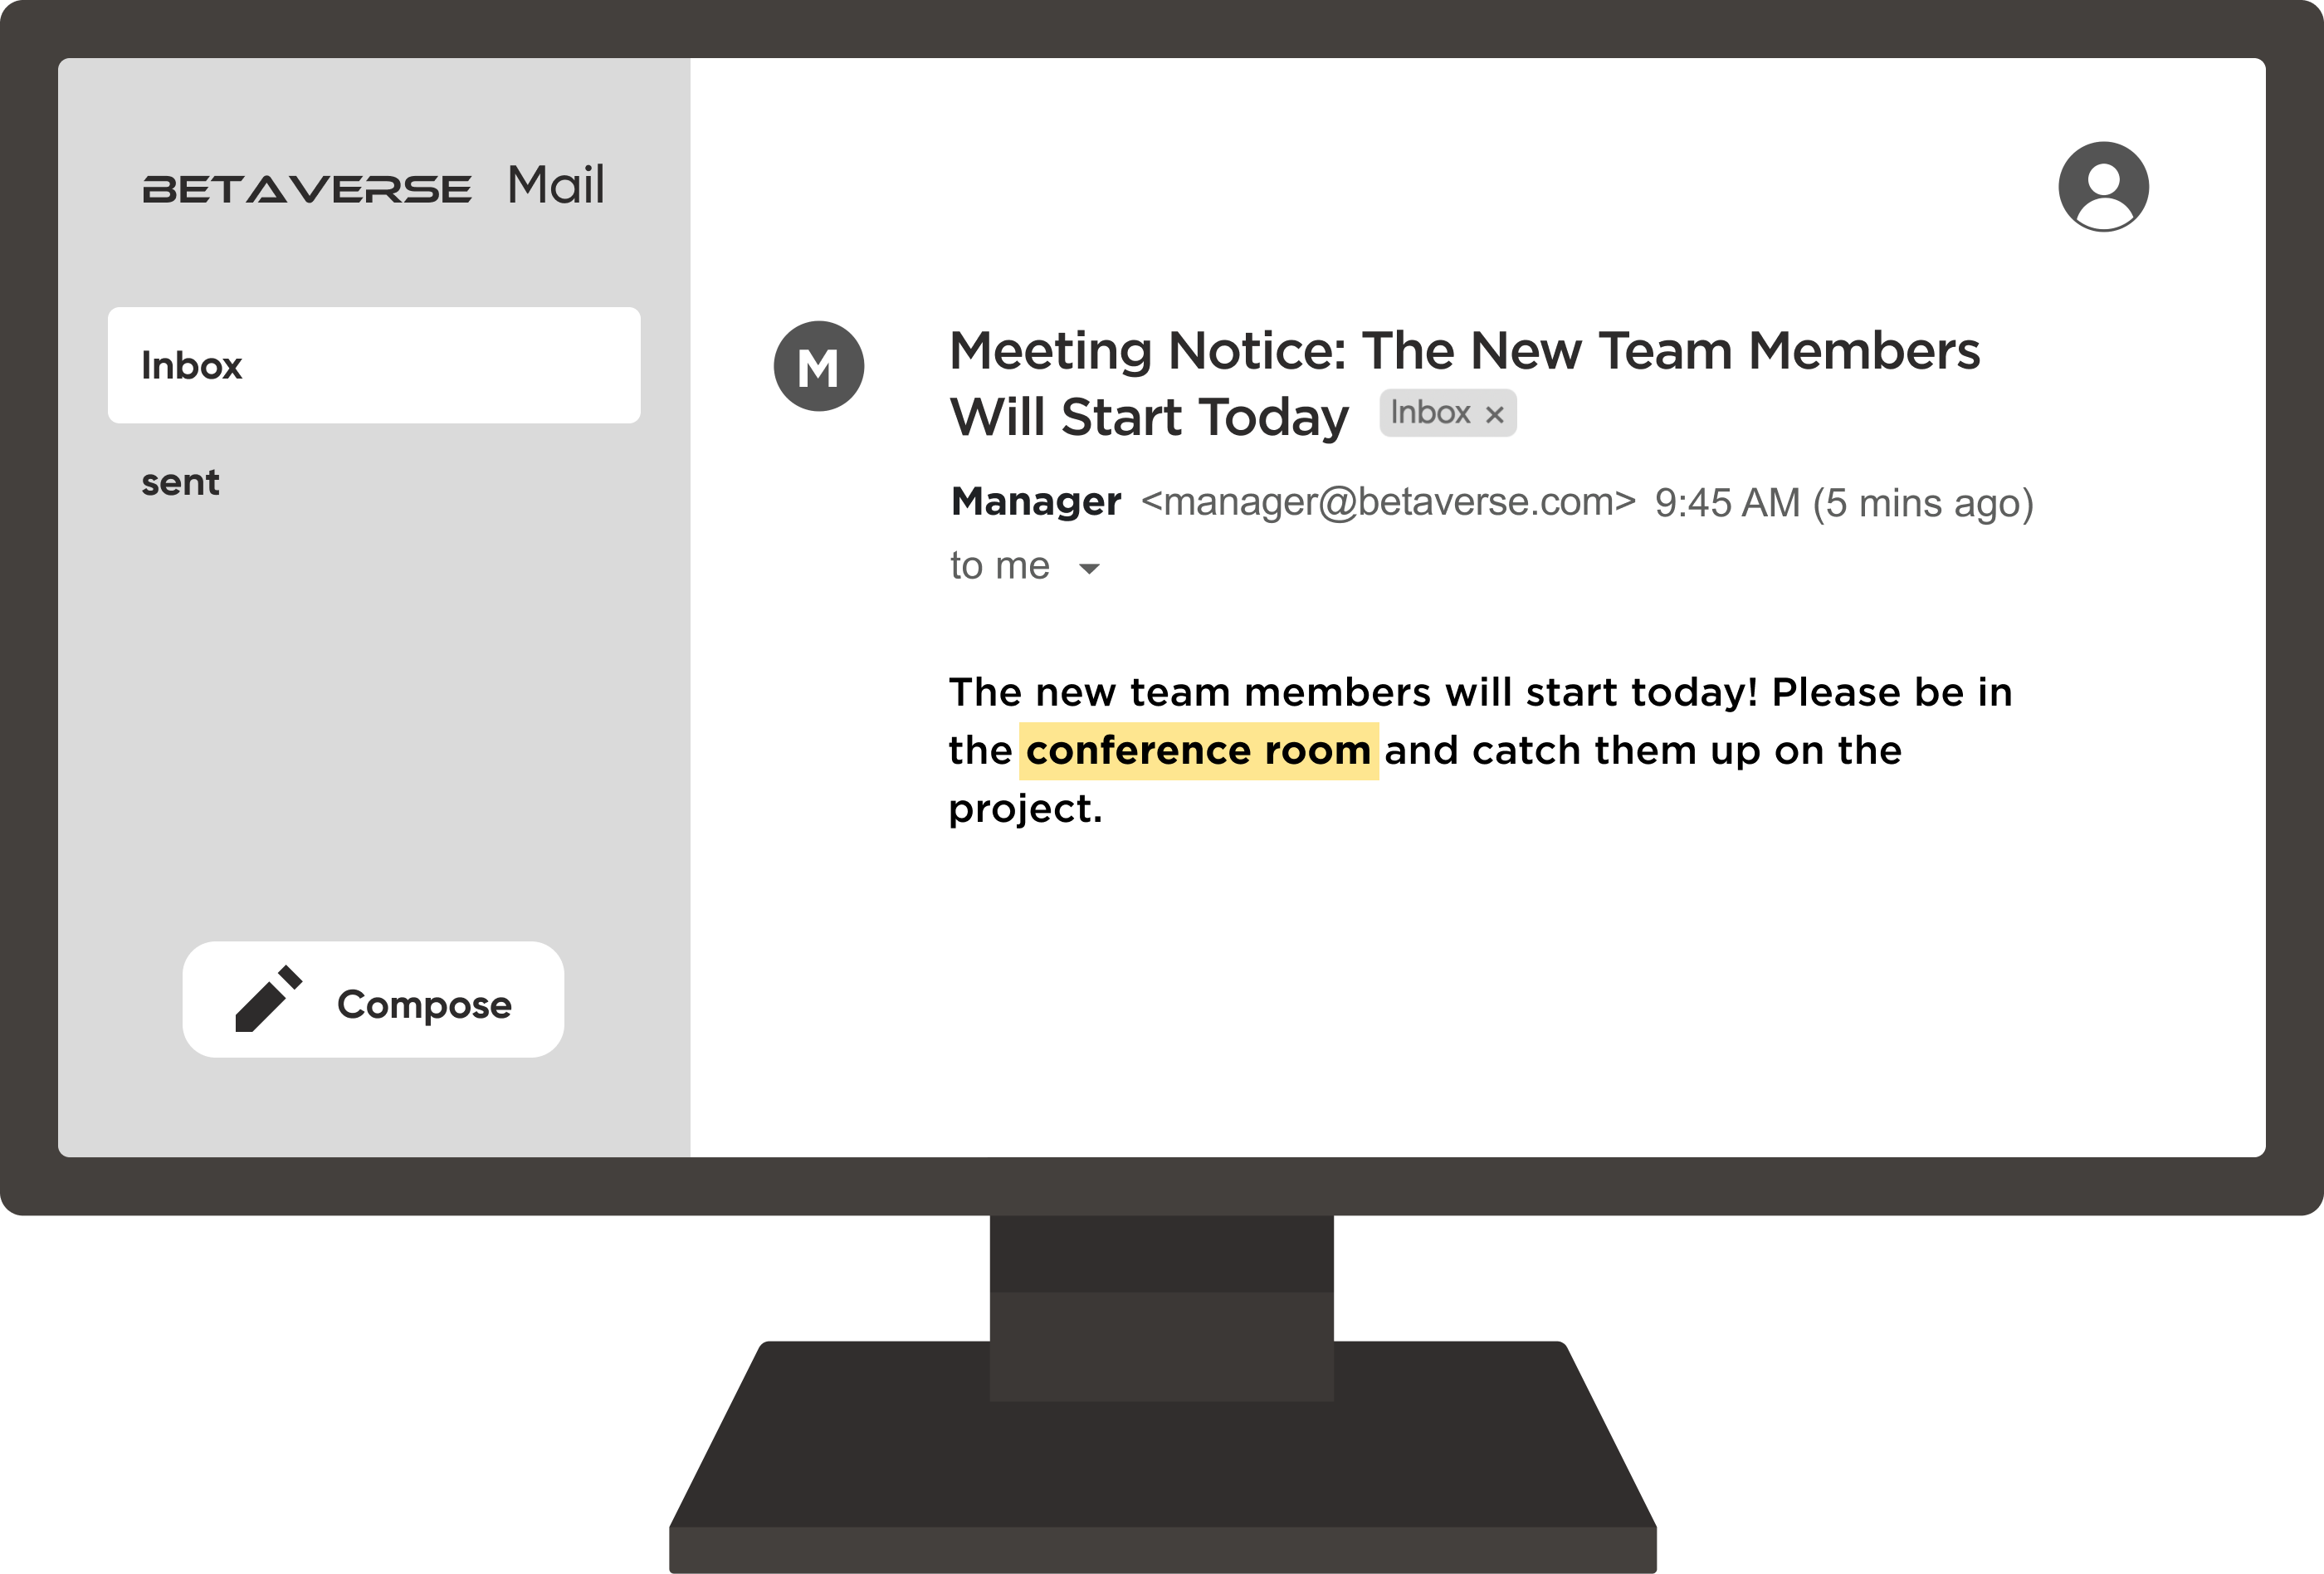 BETAVERSE Mail
Inbox
sent
Compose
M
Meeting Notice: The New Team Members
Will Start Today Inbox ×
Manager <manager@betaverse.com> 9:45 AM (5 mins ago)
to me
The new team members will start today! Please be in
the conference room and catch them up on the
project.